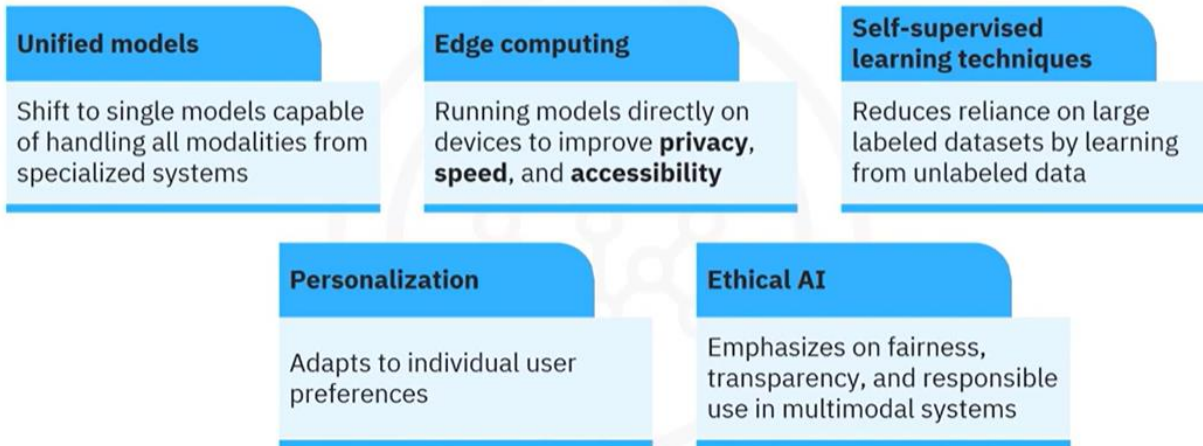 Unified models
Shift to single models capable
of handling all modalities from
specialized systems
Edge computing
Running models directly on
devices to improve privacy,
speed, and accessibility
Self-supervised
learning techniques
Reduces reliance on large
labeled datasets by learning
from unlabeled data
Personalization
Adapts to individual user
preferences
Ethical AI
Emphasizes on fairness,
transparency, and responsible
use in multimodal systems